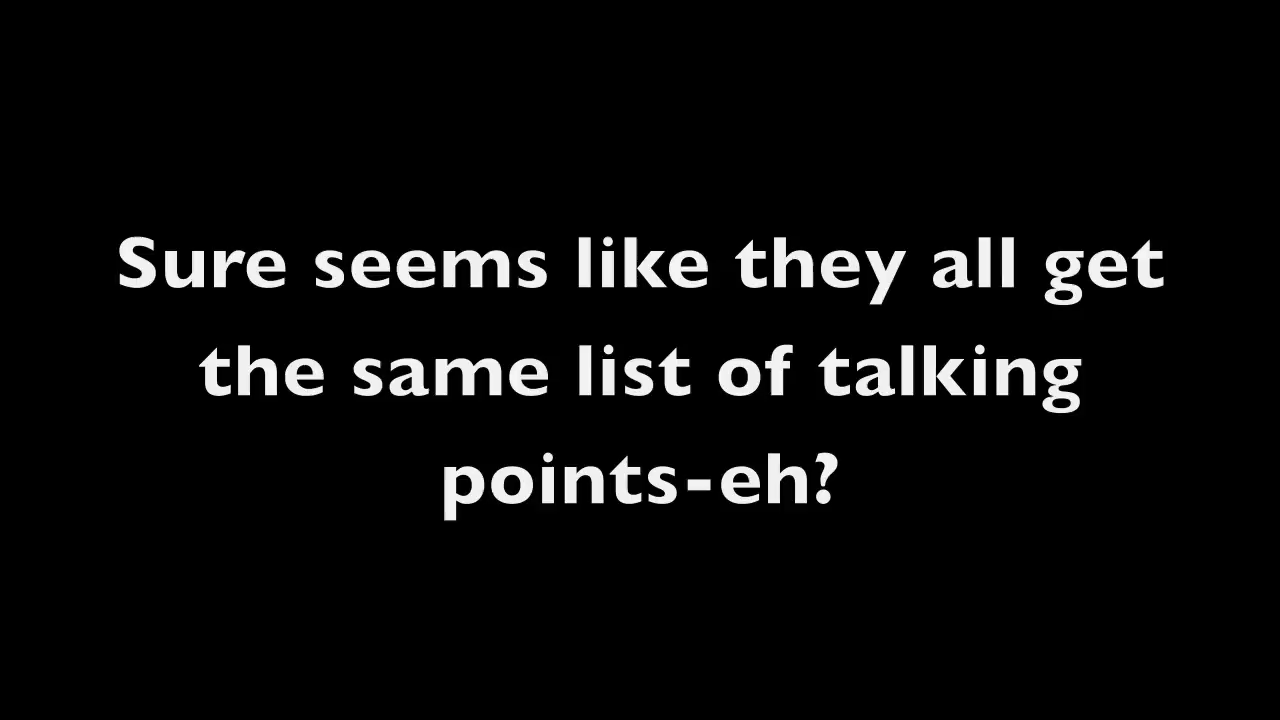 Sure seems like they all get
the same list of talking
points-eh?